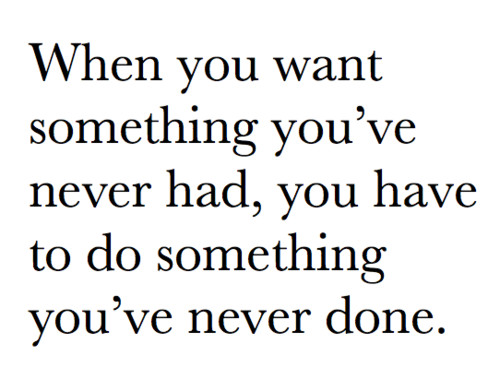 When you want
something you’ve
never had, you have
to do something
you’ve never done.